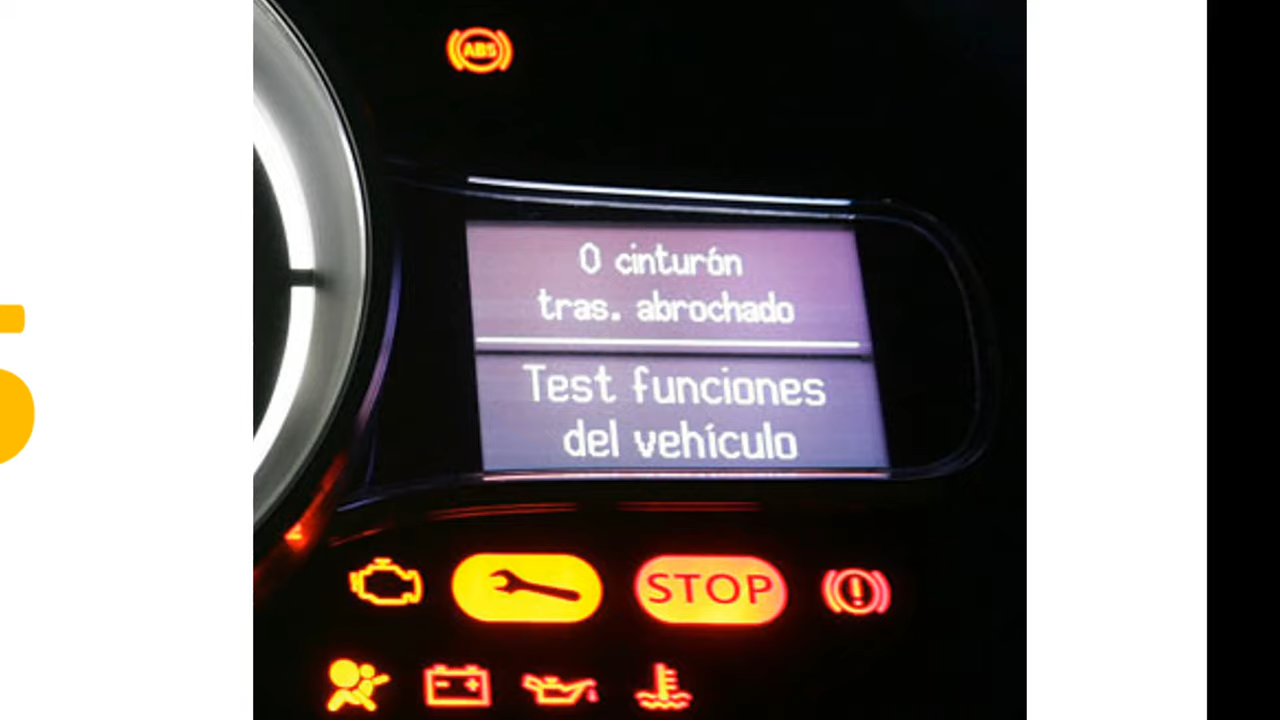 ABS
0 cinturón
tras. abrochado
Test funciones
del vehículo
STOP